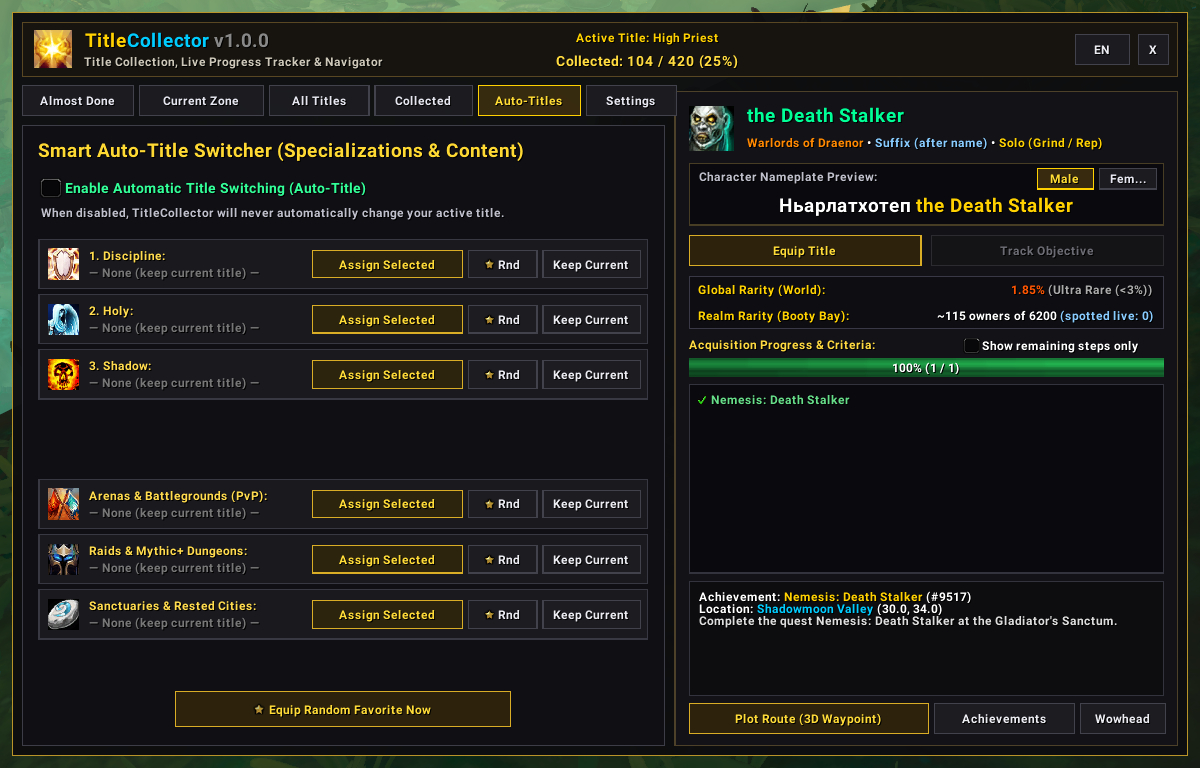 TitleCollector v1.0.0
Title Collection, Live Progress Tracker & Navigator
Active Title: High Priest
Collected: 104 / 420 (25%)
EN
X
Almost Done
Current Zone
All Titles
Collected
Auto-Titles
Settings
Smart Auto-Title Switcher (Specializations & Content)
Enable Automatic Title Switching (Auto-Title)
When disabled, TitleCollector will never automatically change your active title.
1. Discipline:
— None (keep current title) —
Assign Selected
Rnd
Keep Current
2. Holy:
— None (keep current title) —
Assign Selected
Rnd
Keep Current
3. Shadow:
— None (keep current title) —
Assign Selected
Rnd
Keep Current
Arenas & Battlegrounds (PvP):
— None (keep current title) —
Assign Selected
Rnd
Keep Current
Raids & Mythic+ Dungeons:
— None (keep current title) —
Assign Selected
Rnd
Keep Current
Sanctuaries & Rested Cities:
— None (keep current title) —
Assign Selected
Rnd
Keep Current
Equip Random Favorite Now
the Death Stalker
Warlords of Draenor • Suffix (after name) • Solo (Grind / Rep)
Character Nameplate Preview:
Male
Fem...
Ньарлатхотеп the Death Stalker
Equip Title
Track Objective
Global Rarity (World):
1.85% (Ultra Rare (<3%))
Realm Rarity (Booty Bay):
~115 owners of 6200 (spotted live: 0)
Acquisition Progress & Criteria:
Show remaining steps only
100% (1 / 1)
✓ Nemesis: Death Stalker
Achievement: Nemesis: Death Stalker (#9517)
Location: Shadowmoon Valley (30.0, 34.0)
Complete the quest Nemesis: Death Stalker at the Gladiator's Sanctum.
Plot Route (3D Waypoint)
Achievements
Wowhead